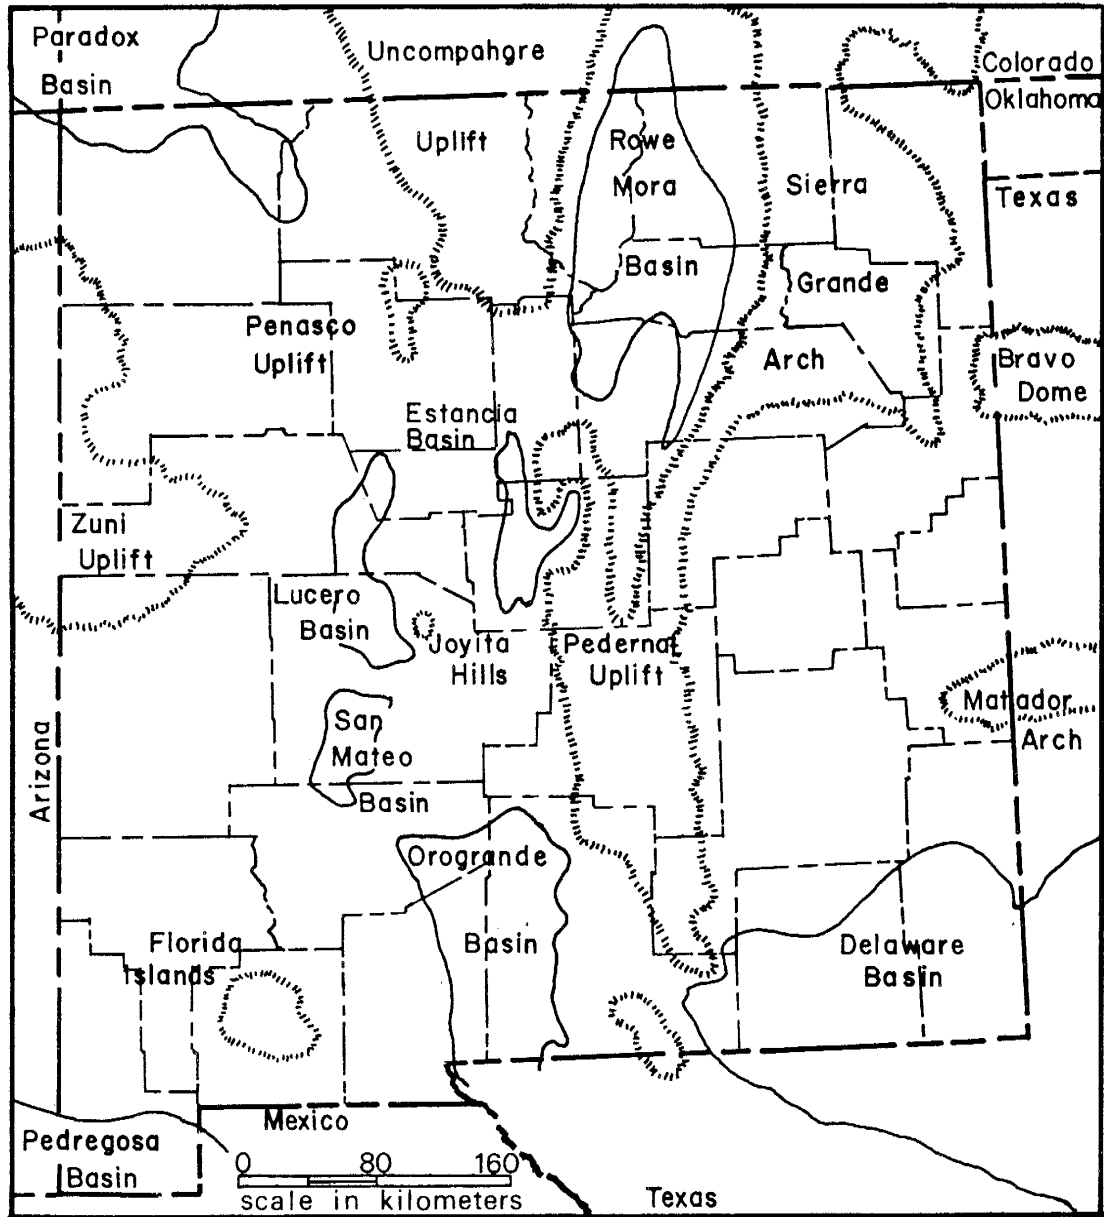 Paradox
Basin
Uncompahgre
Colorado
Oklahoma
Uplift
Rowe
Mora
Basin
Sierra
Grande
Arch
Texas
Penasco
Uplift
Bravo
Dome
Estancia
Basin
Zuni
Uplift
Lucero
Basin
Joyita
Hills
Pedernal
Uplift
Matador
Arch
San
Mateo
Basin
Arizona
Orogrande
Basin
Florida
Islands
Delaware
Basin
Mexico
Pedregosa
Basin
0 80 160
scale in kilometers
Texas